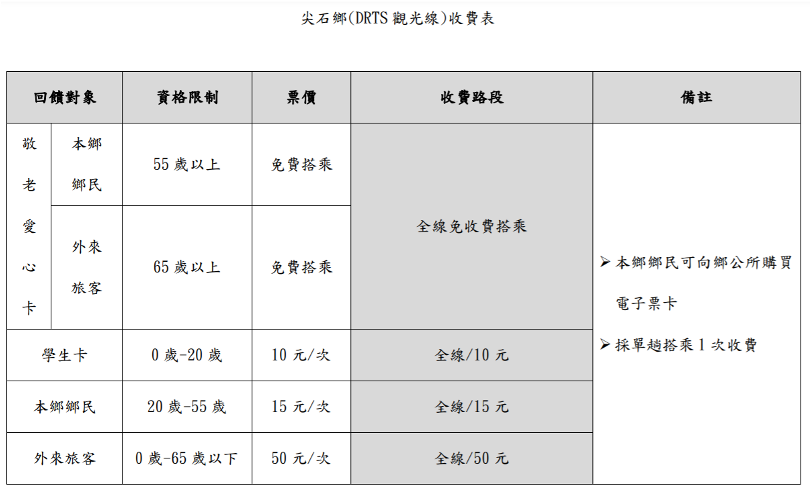 尖石鄉(DRTS 觀光線)收費表
回饋對象 資格限制 票價 收費路段 備註
敬老愛心卡 本鄉鄉民 55 歲以上 免費搭乘 全線免收費搭乘
外來旅客 65 歲以上 免費搭乘
學生卡 0 歲-20 歲 10 元/次 全線/10 元
本鄉鄉民 20 歲-55 歲 15 元/次 全線/15 元
外來旅客 0 歲-65 歲以下 50 元/次 全線/50 元
➢ 本鄉鄉民可向鄉公所購買
電子票卡
➢ 採單趟搭乘 1 次收費